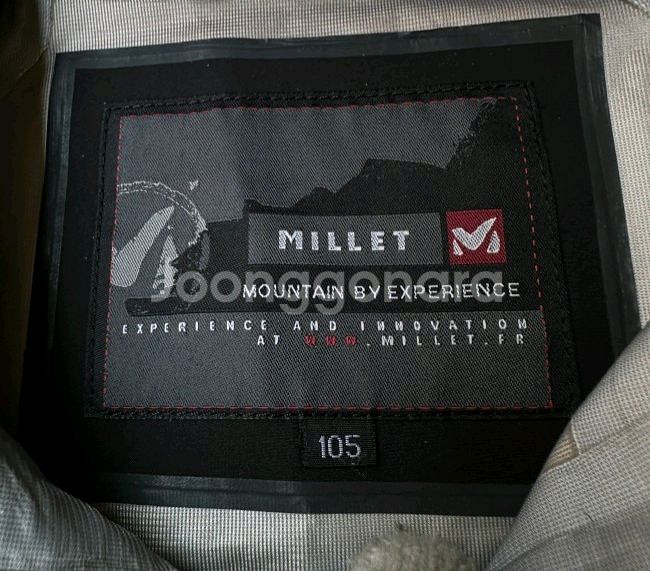 MILLET
Joonggonara
MOUNTAIN BY EXPERIENCE
EXPERIENCE AND INNOVATION
AT WWW.MILLET.FR
105